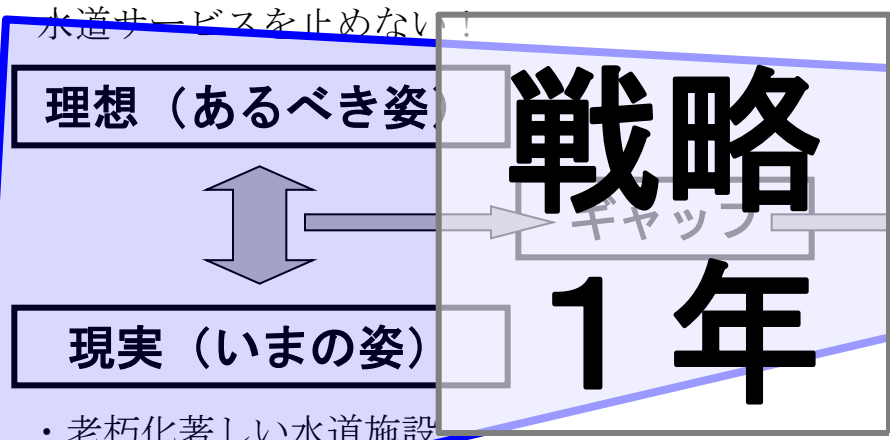 水道サービスを止めない！
理想（あるべき姿）
戦略
ギャップ
１年
現実（いまの姿）
・老朽化著しい水道施設